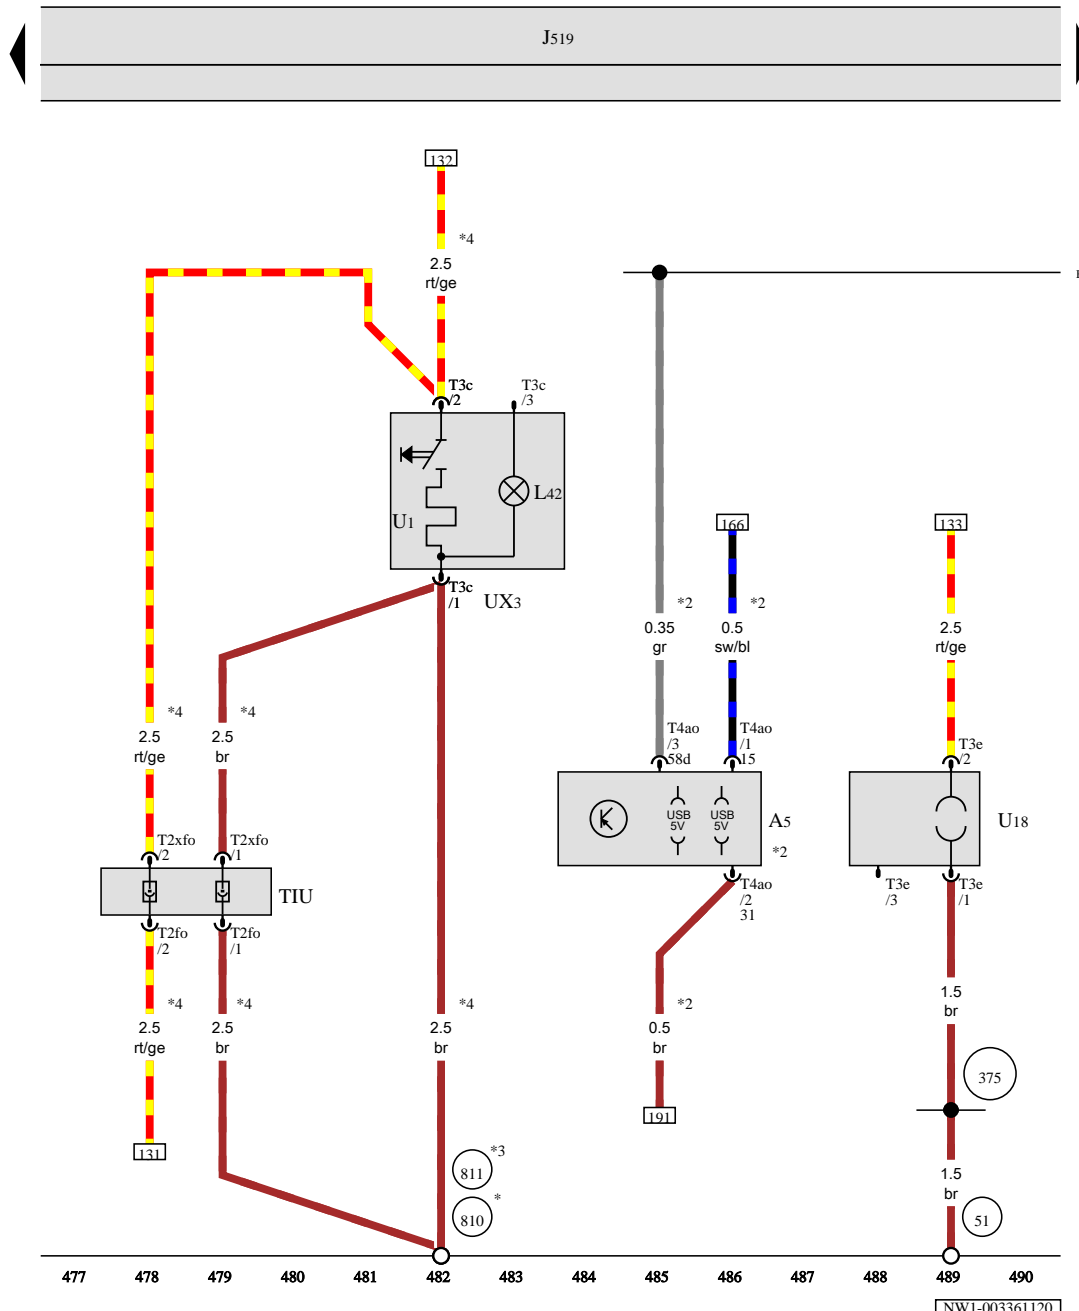 J519
132
*4
2.5
rt/ge
T3c
/2
T3c
/3
L42
U1
T3c
/1
UX3
166
133
*2
*2
0.35
gr
0.5
sw/bl
2.5
rt/ge
*4
*4
2.5
rt/ge
2.5
br
T4ao
/3
58d
T4ao
/1
15
T3e
/2
USB
5V
USB
5V
A5
*2
U18
T2xfo
/2
T2xfo
/1
TIU
T4ao
/2
31
T3e
/3
T3e
/1
T2fo
/2
T2fo
/1
*4
*4
*4
*2
2.5
rt/ge
2.5
br
2.5
br
0.5
br
1.5
br
375
191
131
*3
811
*
810
1.5
br
51
477 478 479 480 481 482 483 484 485 486 487 488 489 490
NW1-003361120